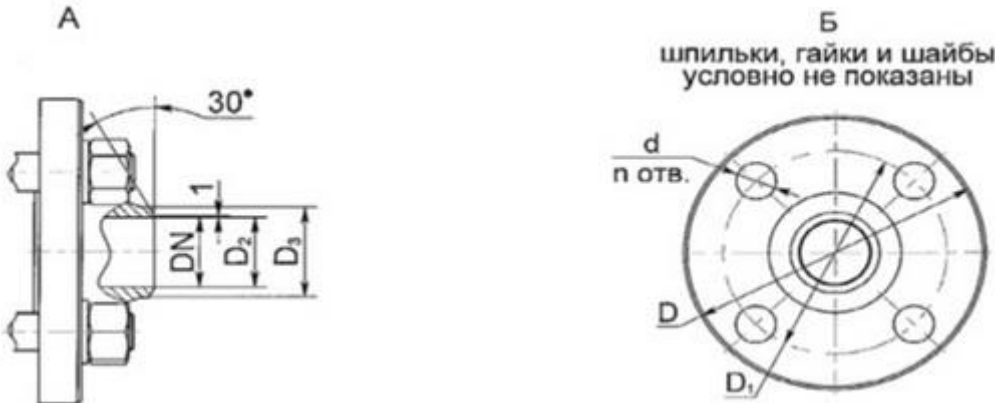 А
30°
1
DN
D₂
D₃
Б
шпильки, гайки и шайбы
условно не показаны
d
n отв.
D
D₁